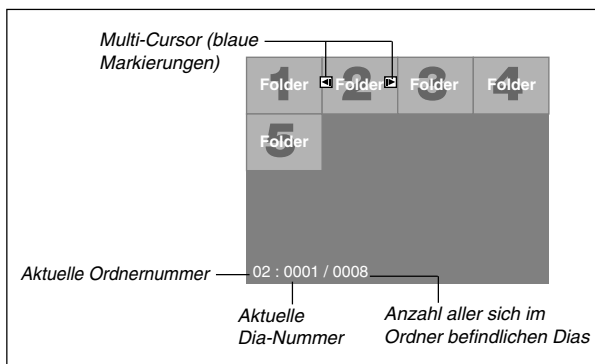 Multi-Cursor (blaue
Markierungen)
1 Folder 2 Folder 3 Folder 4 Folder
5 Folder
Aktuelle Ordnernummer
02 : 0001 / 0008
Aktuelle
Dia-Nummer
Anzahl aller sich im
Ordner befindlichen Dias